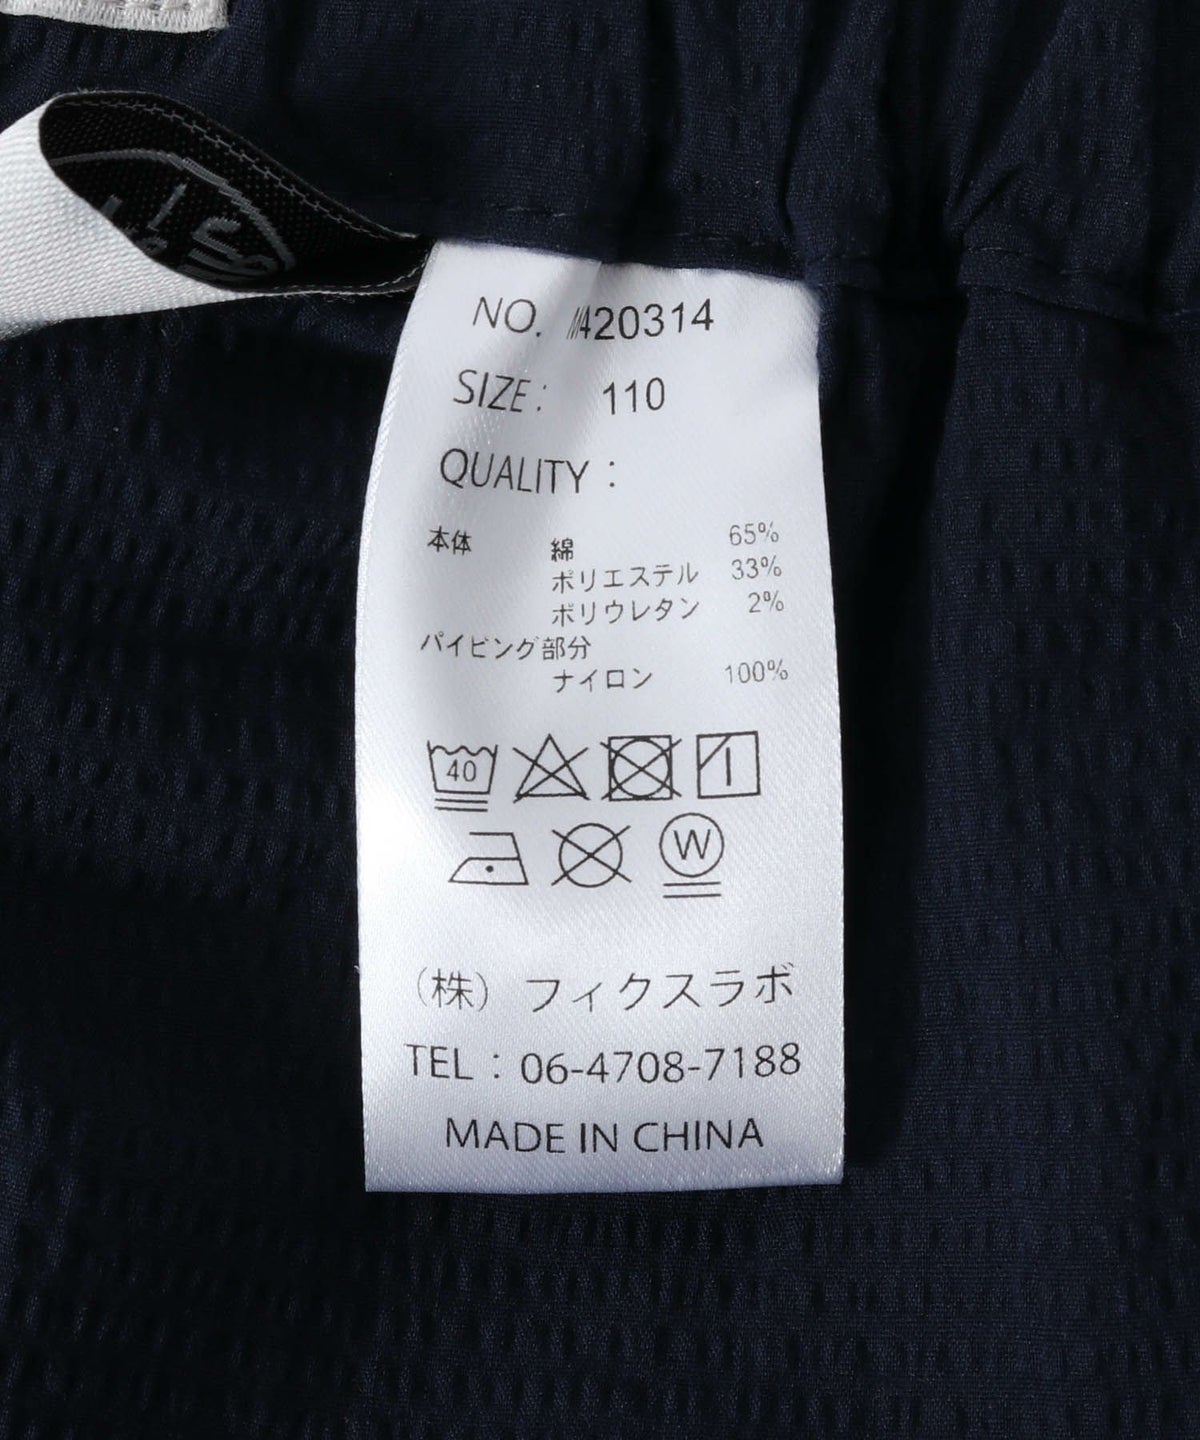 NO. 420314
SIZE: 110
QUALITY :
本体 綿 65%
ポリエステル 33%
ポリウレタン 2%
パイピング部分
ナイロン 100%
40
W
(株) フィクスラボ
TEL : 06-4708-7188
MADE IN CHINA